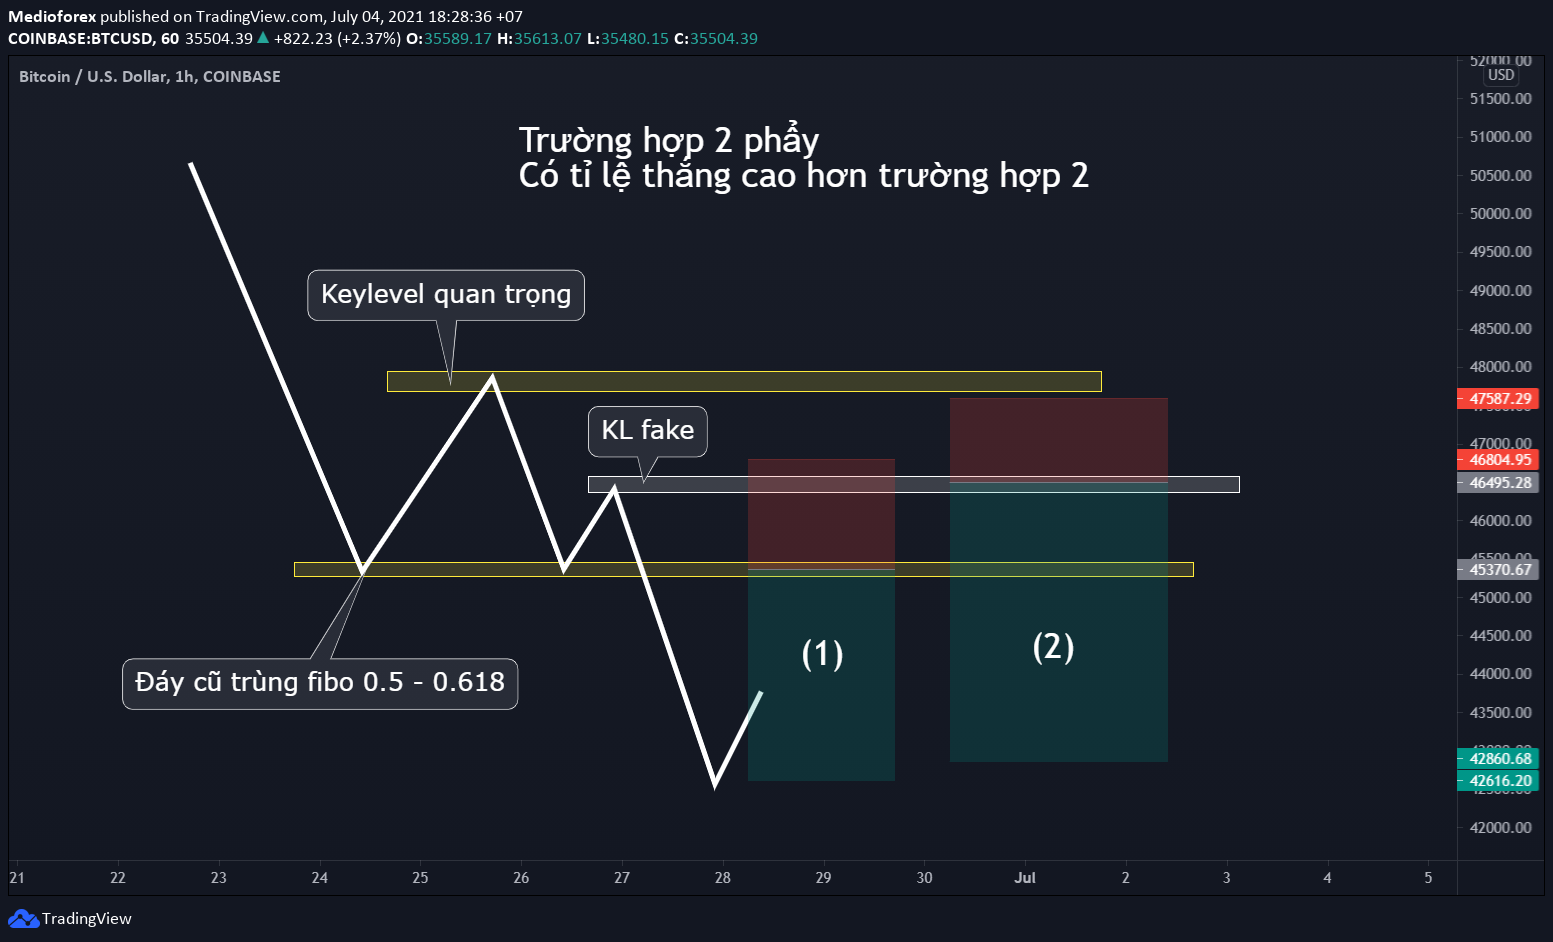 Medioforex published on TradingView.com, July 04, 2021 18:28:36 +07
COINBASE:BTCUSD, 60 35504.39 ▲ +822.23 (+2.37%) O:35589.17 H:35613.07 L:35480.15 C:35504.39
Bitcoin / U.S. Dollar, 1h, COINBASE
Trường hợp 2 phẩy
Có tỉ lệ thắng cao hơn trường hợp 2
Keylevel quan trọng
KL fake
(1)
(2)
Đáy cũ trùng fibo 0.5 - 0.618
52000.00
USD
51500.00
51000.00
50500.00
50000.00
49500.00
49000.00
48500.00
48000.00
47587.29
47000.00
46804.95
46495.28
46000.00
45500.00
45370.67
45000.00
44500.00
44000.00
43500.00
42860.68
42616.20
42000.00
21 22 23 24 25 26 27 28 29 30 Jul 2 3 4 5
TradingView